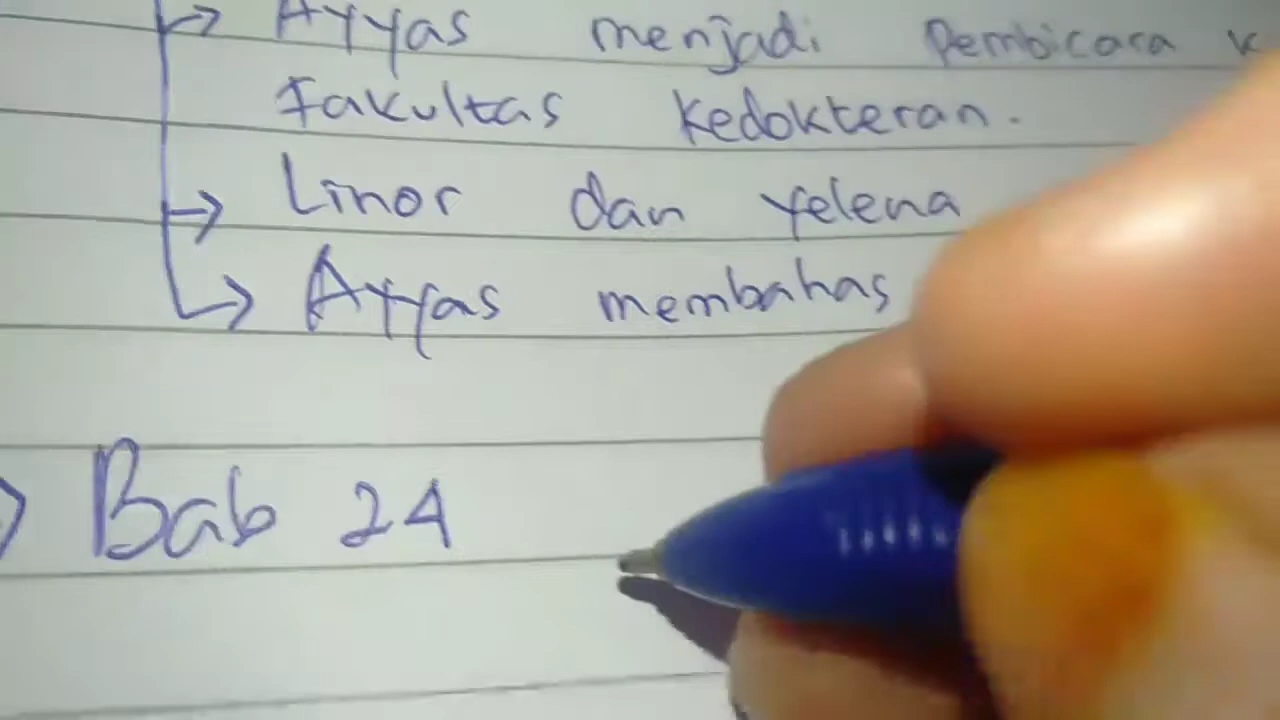 Ayyas menjadi Pembicara
Fakultas Kedokteran.
Linor dan Yelena
Ayyas membahas
Bab 24